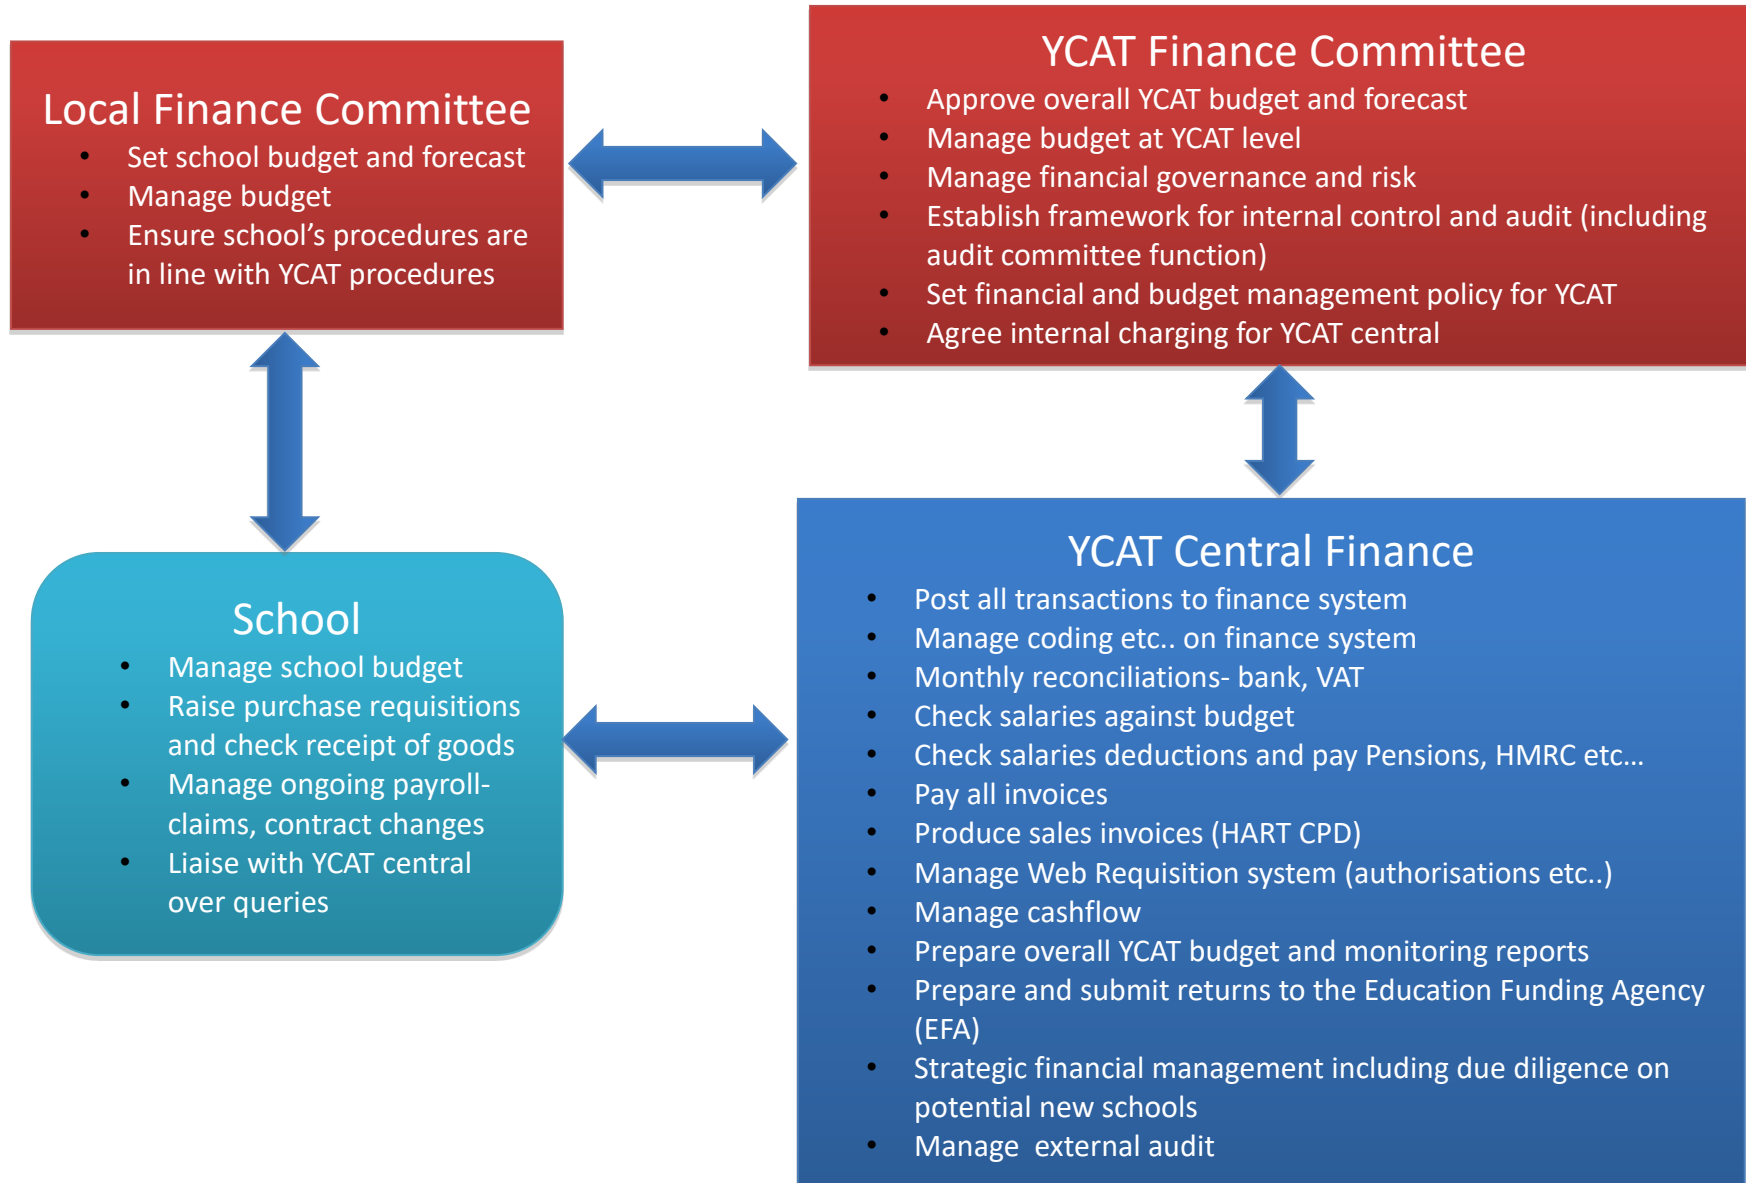 Local Finance Committee
• Set school budget and forecast
• Manage budget
• Ensure school’s procedures are
in line with YCAT procedures
YCAT Finance Committee
• Approve overall YCAT budget and forecast
• Manage budget at YCAT level
• Manage financial governance and risk
• Establish framework for internal control and audit (including
audit committee function)
• Set financial and budget management policy for YCAT
• Agree internal charging for YCAT central
School
• Manage school budget
• Raise purchase requisitions
and check receipt of goods
• Manage ongoing payroll-
claims, contract changes
• Liaise with YCAT central
over queries
YCAT Central Finance
• Post all transactions to finance system
• Manage coding etc.. on finance system
• Monthly reconciliations- bank, VAT
• Check salaries against budget
• Check salaries deductions and pay Pensions, HMRC etc…
• Pay all invoices
• Produce sales invoices (HART CPD)
• Manage Web Requisition system (authorisations etc..)
• Manage cashflow
• Prepare overall YCAT budget and monitoring reports
• Prepare and submit returns to the Education Funding Agency
(EFA)
• Strategic financial management including due diligence on
potential new schools
• Manage  external audit